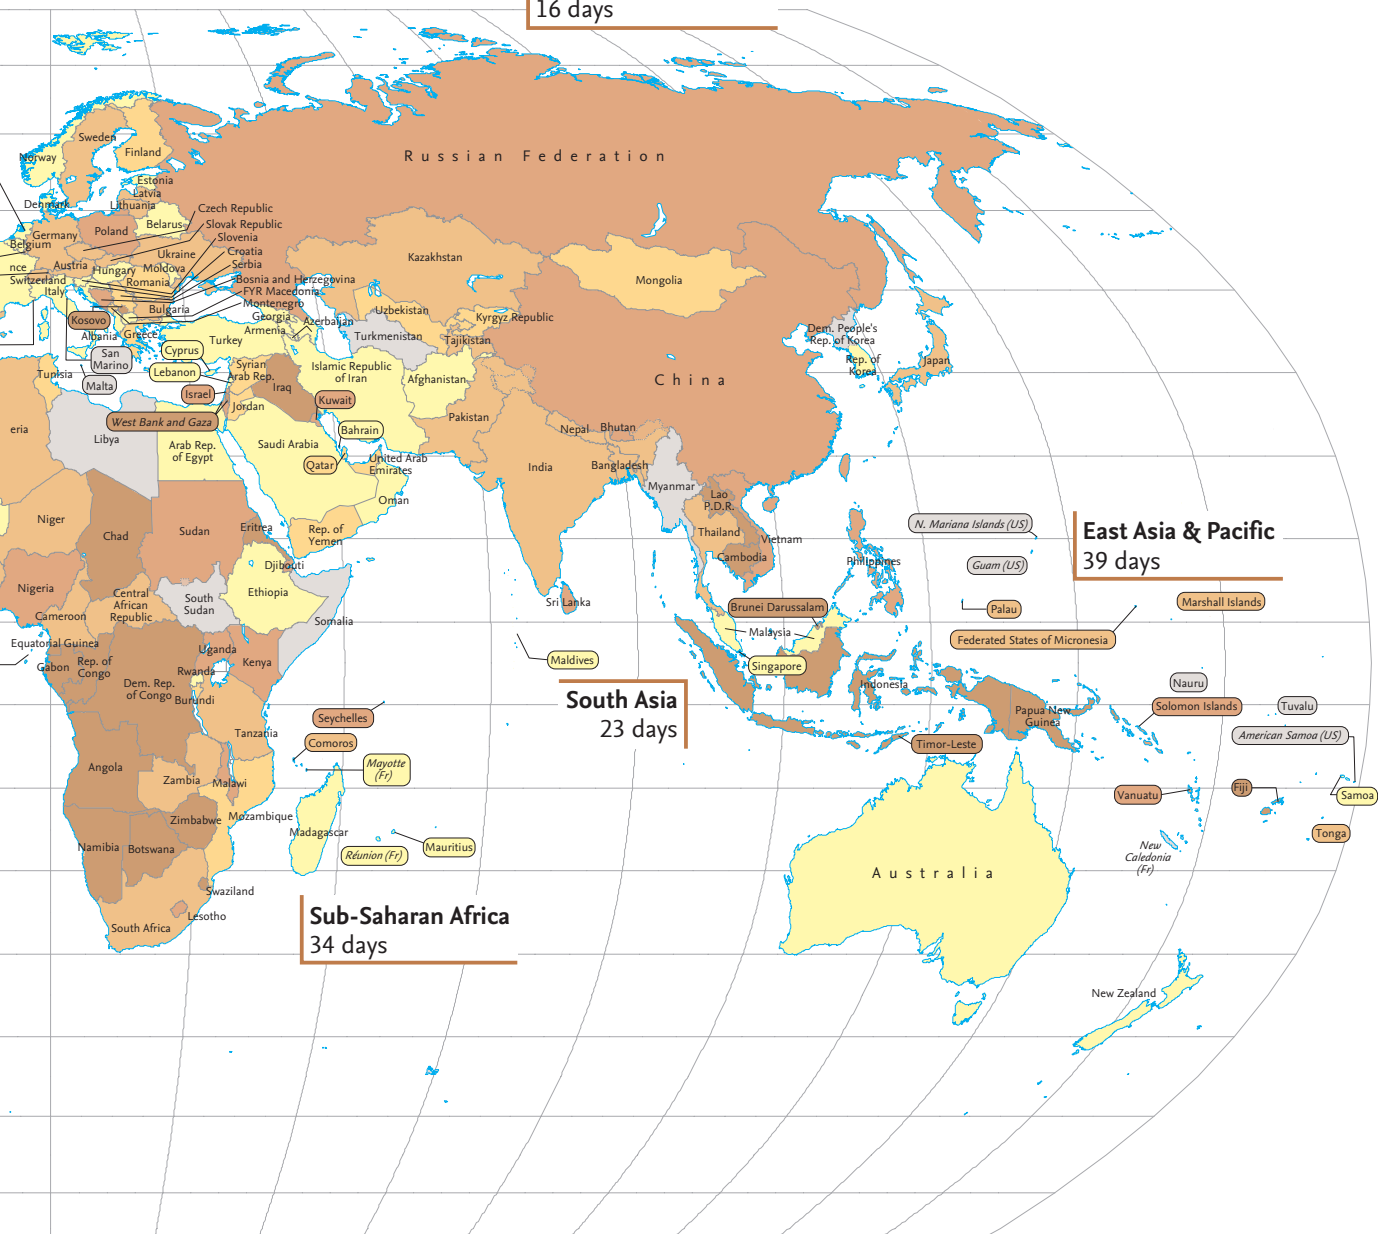 16 days
Sweden
Norway
Finland
Russian Federation
Estonia
Latvia
Lithuania
Denmark
Czech Republic
Slovak Republic
Slovenia
Croatia
Serbia
Bosnia and Herzegovina
FYR Macedonia
Montenegro
Belarus
Poland
Germany
Belgium
Ukraine
Austria
Hungary
Moldova
Romania
nce
Switzerland
Italy
Bulgaria
Kosovo
Albania
Greece
Georgia
Armenia
Azerbaijan
Turkey
Kazakhstan
Mongolia
Uzbekistan
Kyrgyz Republic
Turkmenistan
Tajikistan
Dem. People's
Rep. of Korea
Rep. of
Korea
Japan
China
San
Marino
Malta
Tunisia
Cyprus
Lebanon
Israel
West Bank and Gaza
Syrian
Arab Rep.
Iraq
Jordan
Islamic Republic
of Iran
Afghanistan
Kuwait
Pakistan
Bahrain
Qatar
Saudi Arabia
United Arab
Emirates
Oman
Rep. of
Yemen
eria
Libya
Arab Rep.
of Egypt
Nepal
Bhutan
India
Bangladesh
Myanmar
Lao
P.D.R.
Thailand
Vietnam
Cambodia
Philippines
N. Mariana Islands (US)
Guam (US)
East Asia & Pacific
39 days
Niger
Chad
Sudan
Eritrea
Djibouti
Nigeria
Cameroon
Central
African
Republic
South
Sudan
Ethiopia
Somalia
Equatorial Guinea
Gabon
Rep. of
Congo
Dem. Rep.
of Congo
Uganda
Rwanda
Burundi
Kenya
Tanzania
Sri Lanka
Maldives
Brunei Darussalam
Malaysia
Singapore
Indonesia
Palau
Marshall Islands
Federated States of Micronesia
Nauru
Solomon Islands
Tuvalu
American Samoa (US)
Papua New
Guinea
Timor-Leste
South Asia
23 days
Seychelles
Comoros
Mayotte
(Fr)
Angola
Zambia
Malawi
Mozambique
Zimbabwe
Namibia
Botswana
Madagascar
Réunion (Fr)
Mauritius
Swaziland
Lesotho
South Africa
Sub-Saharan Africa
34 days
Vanuatu
Fiji
Samoa
Tonga
New
Caledonia
(Fr)
Australia
New Zealand